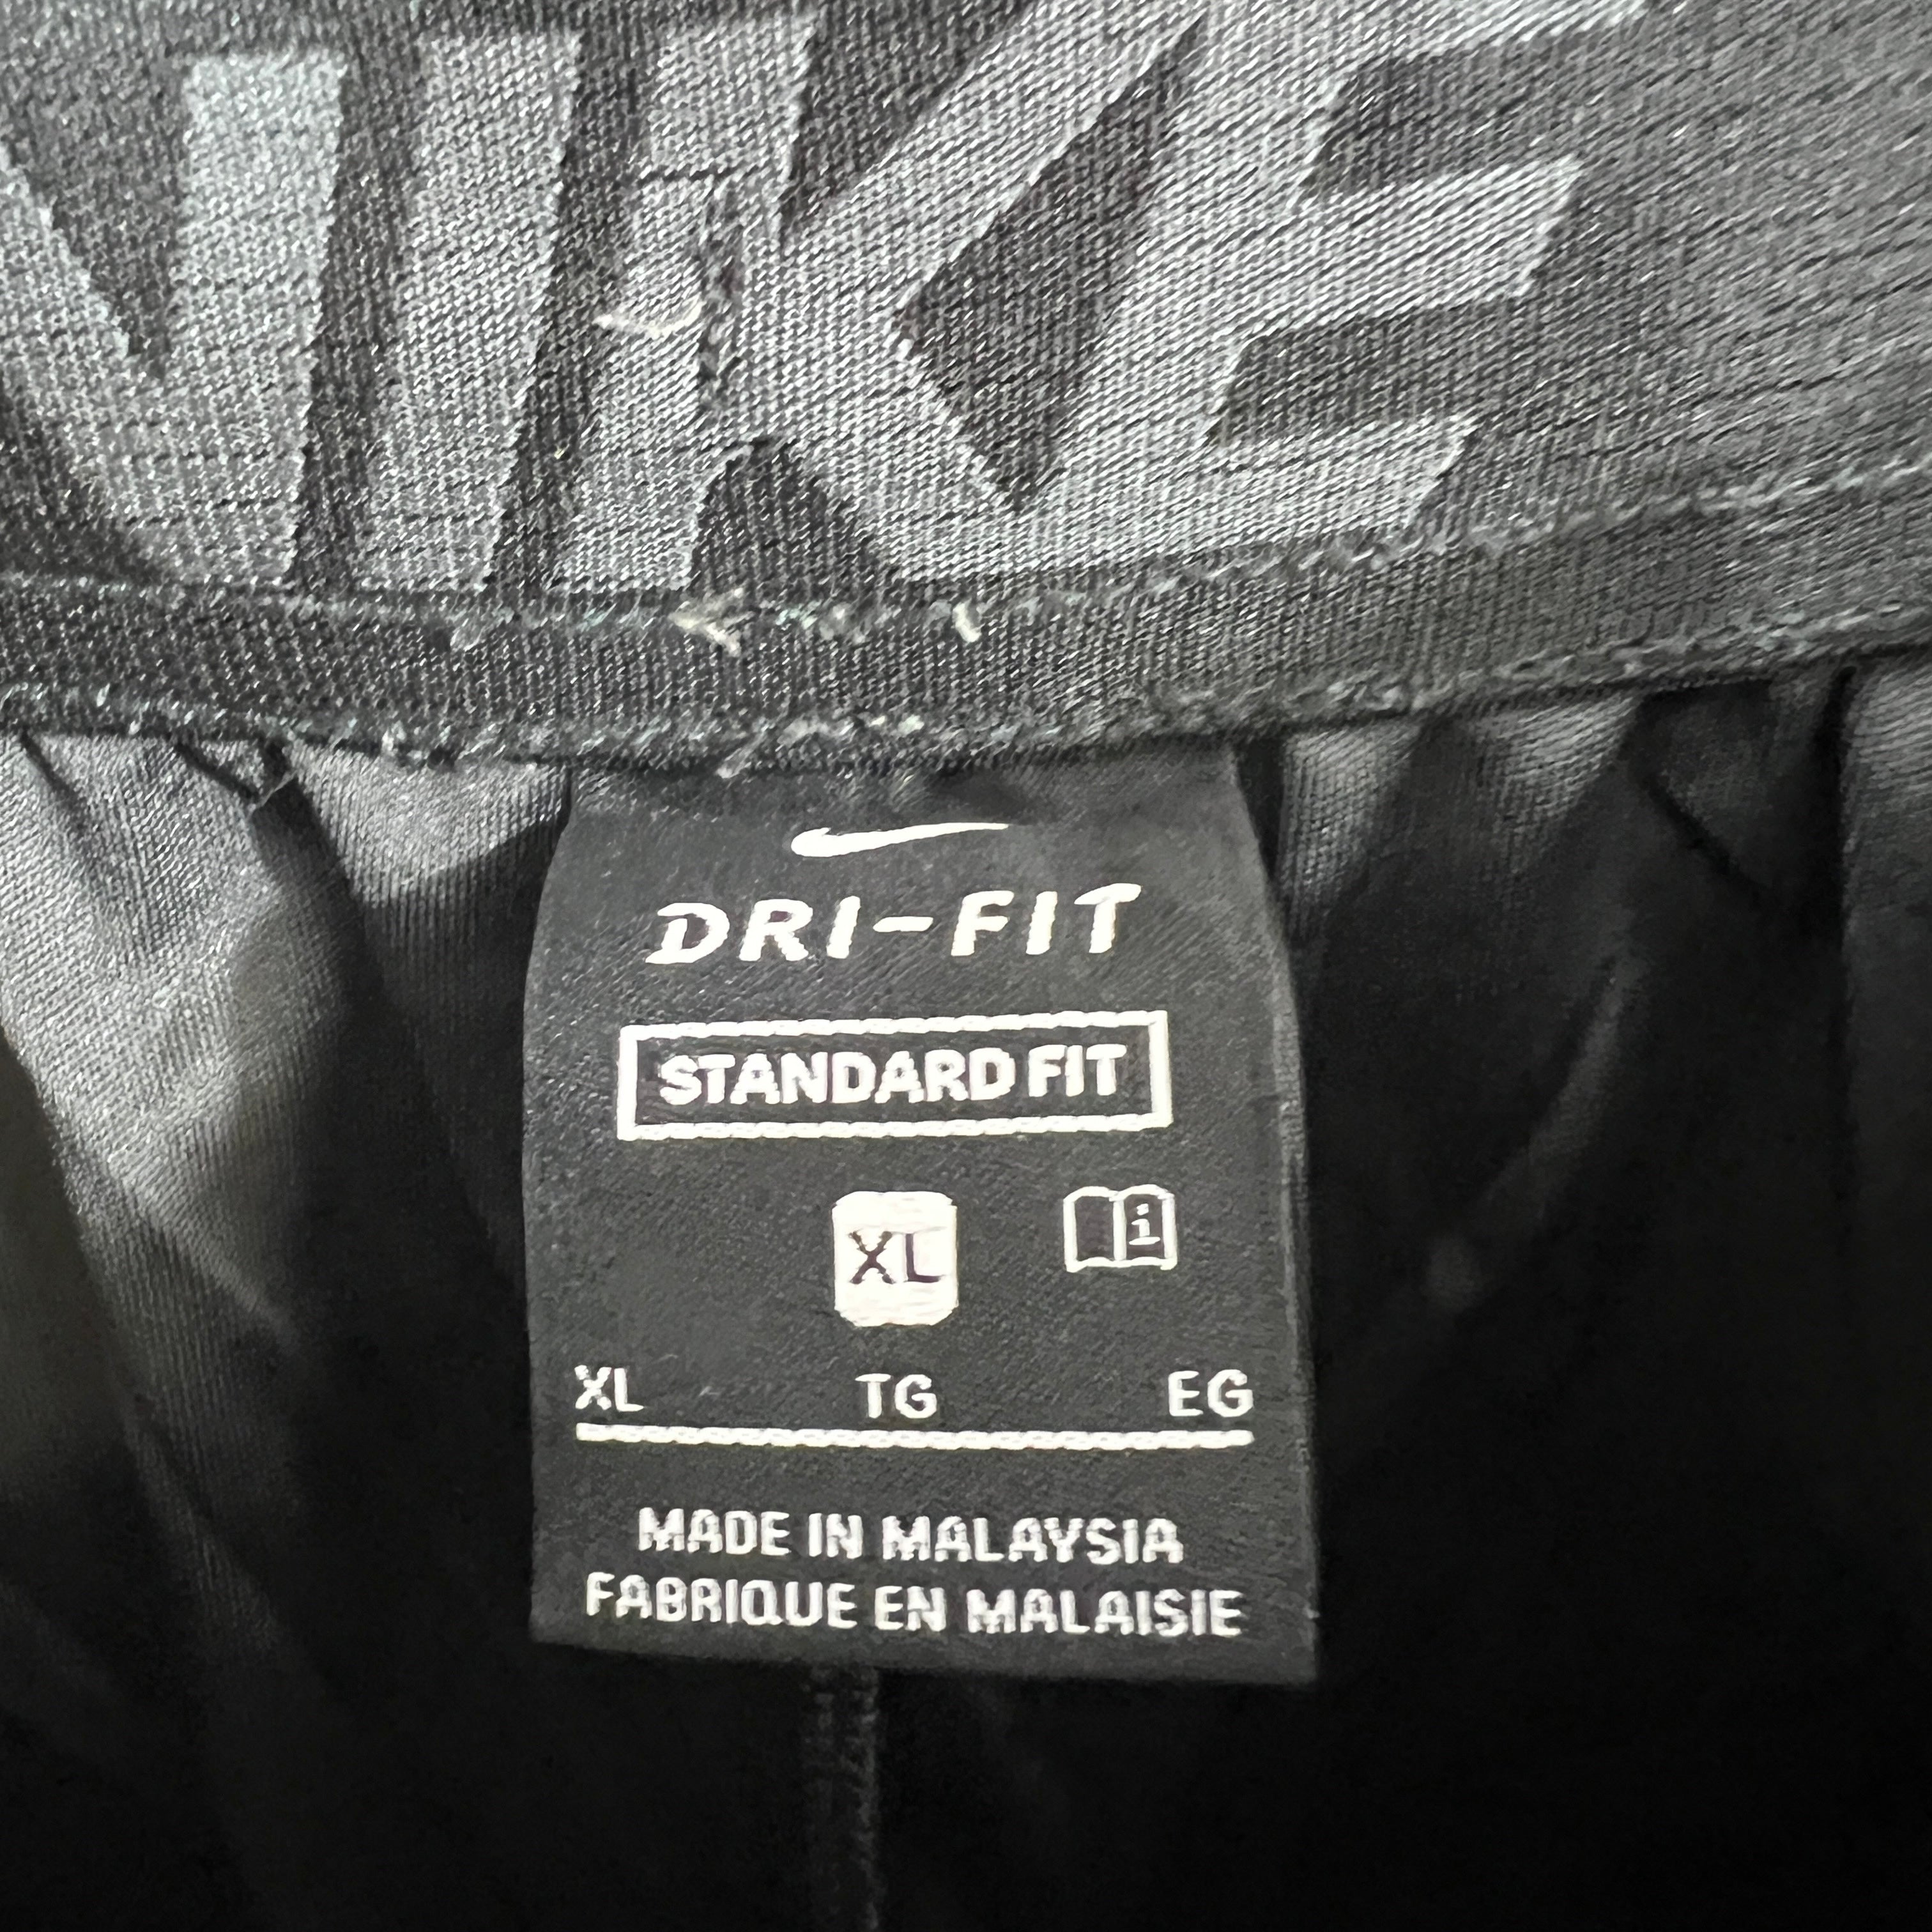 NIKE
DRI-FIT
STANDARD FIT
XL
i
XL TG EG
MADE IN MALAYSIA
FABRIQUE EN MALAISIE